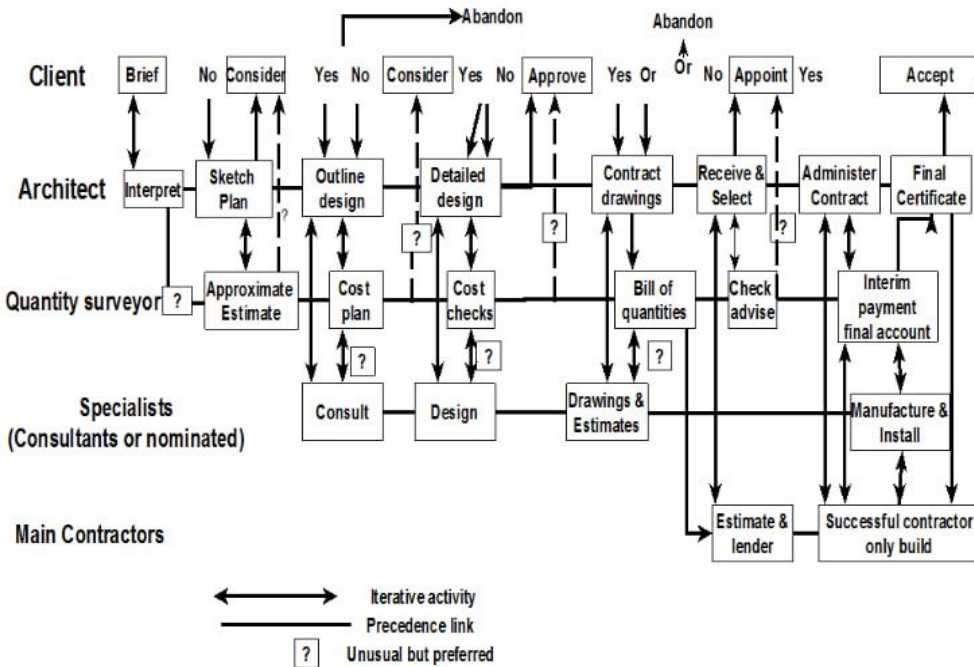 Abandon
Abandon
Or
Client
Brief
No
Consider
Yes
No
Consider
Yes
No
Approve
Yes
Or
No
Appoint
Yes
Accept
Architect
Interpret
Sketch
Plan
Outline
design
Detailed
design
Contract
drawings
Receive &
Select
Administer
Contract
Final
Certificate
?
?
?
?
Quantity surveyor
?
Approximate
Estimate
Cost
plan
Cost
checks
Bill of
quantities
Check
advise
Interim
payment
final account
?
?
?
Specialists
(Consultants or nominated)
Consult
Design
Drawings &
Estimates
Manufacture &
Install
Main Contractors
Estimate &
lender
Successful contractor
only build
Iterative activity
Precedence link
?
Unusual but preferred